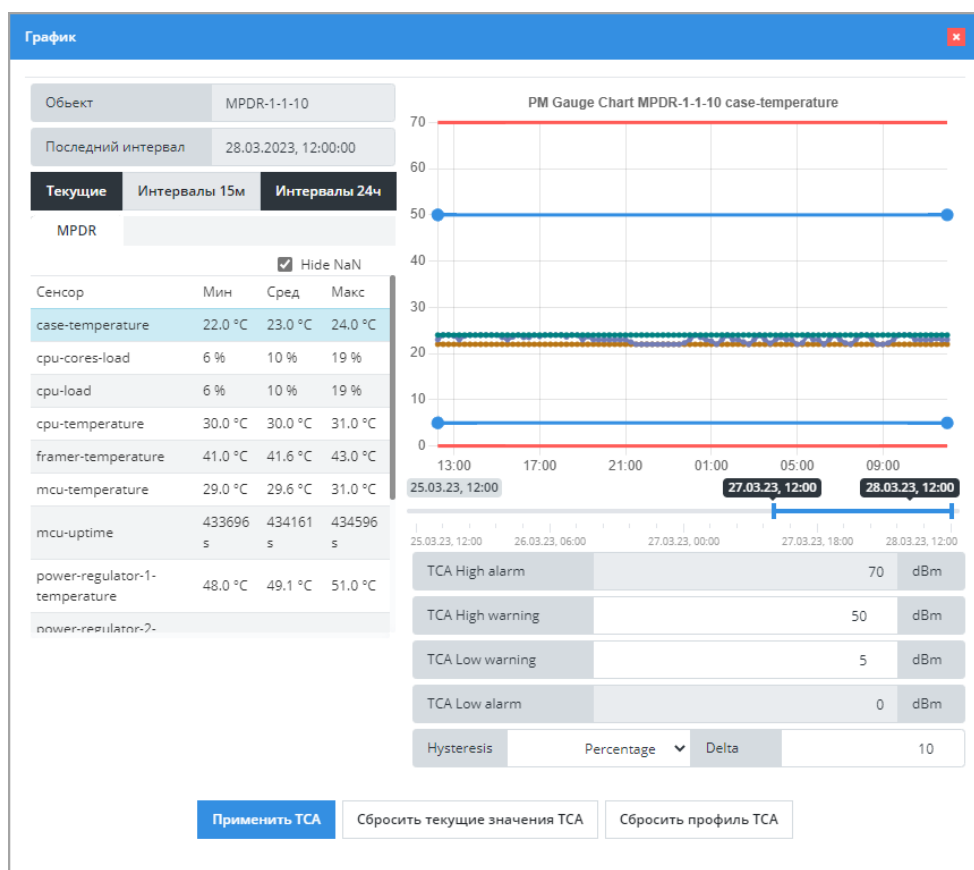 График
Объект MPDR-1-1-10
Последний интервал 28.03.2023, 12:00:00
Текущие Интервалы 15м Интервалы 24ч
MPDR
Hide NaN
Сенсор Мин Сред Макс
case-temperature 22.0 °C 23.0 °C 24.0 °C
cpu-cores-load 6 % 10 % 19 %
cpu-load 6 % 10 % 19 %
cpu-temperature 30.0 °C 30.0 °C 31.0 °C
framer-temperature 41.0 °C 41.6 °C 43.0 °C
mcu-temperature 29.0 °C 29.6 °C 31.0 °C
mcu-uptime 433696 s 434161 s 434596 s
power-regulator-1-
temperature 48.0 °C 49.1 °C 51.0 °C
power-regulator-2-
PM Gauge Chart MPDR-1-1-10 case-temperature
70
60
50
40
30
20
10
0
13:00 17:00 21:00 01:00 05:00 09:00
25.03.23, 12:00 27.03.23, 12:00 28.03.23, 12:00
25.03.23, 12:00 26.03.23, 06:00 27.03.23, 00:00 27.03.23, 18:00 28.03.23, 12:00
TCA High alarm 70 dBm
TCA High warning 50 dBm
TCA Low warning 5 dBm
TCA Low alarm 0 dBm
Hysteresis Percentage Delta 10
Применить TCA Сбросить текущие значения TCA Сбросить профиль TCA